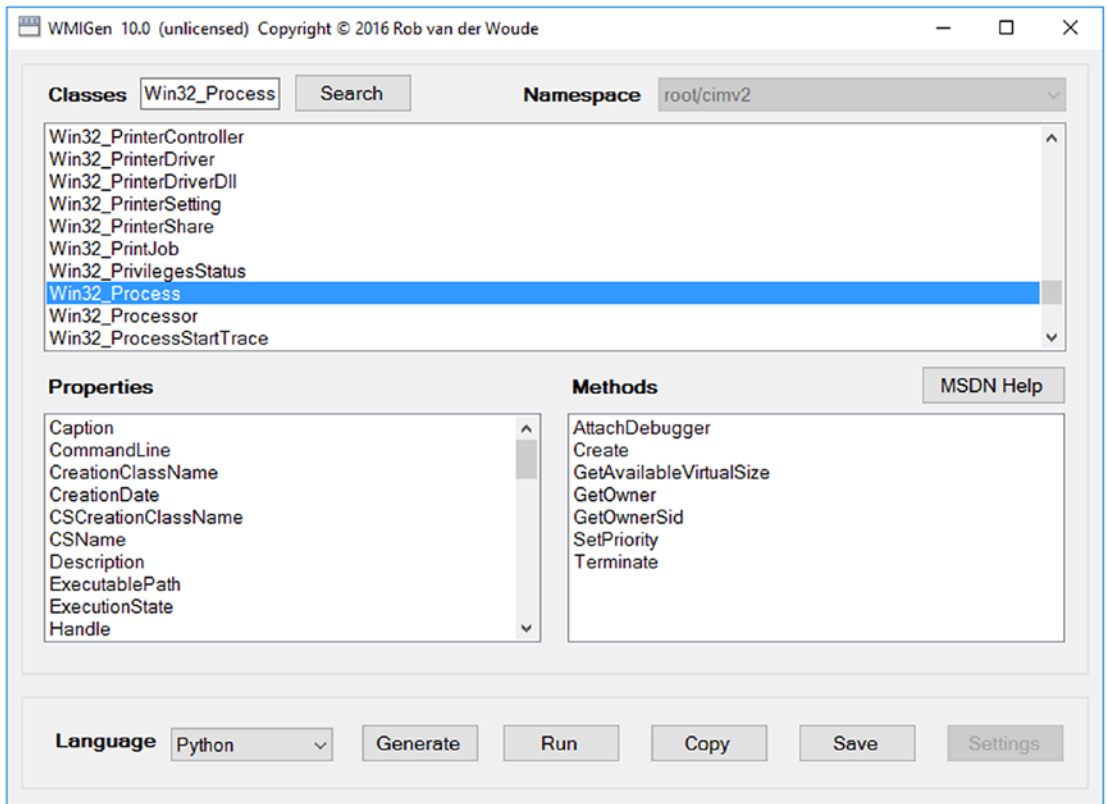 WMIGen 10.0 (unlicensed) Copyright © 2016 Rob van der Woude
Classes Win32_Process Search Namespace root/cimv2
Win32_PrinterController
Win32_PrinterDriver
Win32_PrinterDriverDll
Win32_PrinterSetting
Win32_PrinterShare
Win32_PrintJob
Win32_PrivilegesStatus
Win32_Process
Win32_Processor
Win32_ProcessStartTrace
Properties
Caption
CommandLine
CreationClassName
CreationDate
CSCreationClassName
CSName
Description
ExecutablePath
ExecutionState
Handle
Methods MSDN Help
AttachDebugger
Create
GetAvailableVirtualSize
GetOwner
GetOwnerSid
SetPriority
Terminate
Language Python Generate Run Copy Save Settings